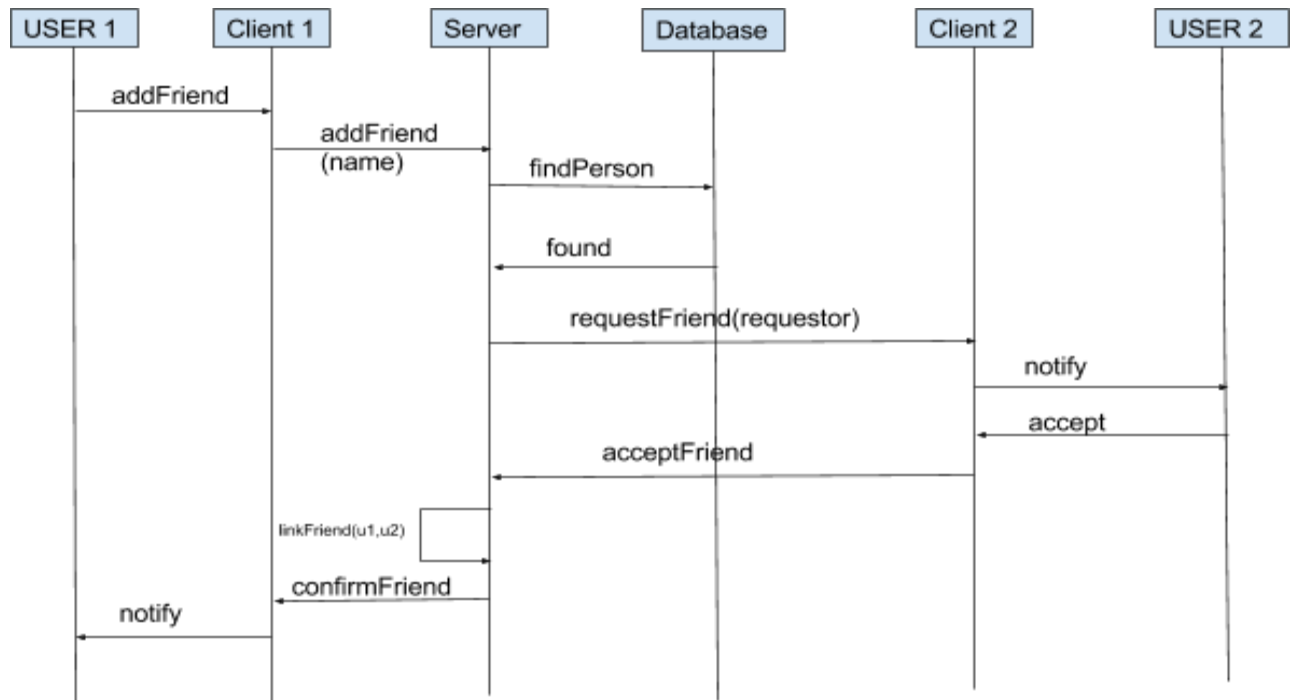 USER 1
Client 1
Server
Database
Client 2
USER 2
addFriend
addFriend
(name)
findPerson
found
requestFriend(requestor)
notify
accept
acceptFriend
linkFriend(u1,u2)
confirmFriend
notify